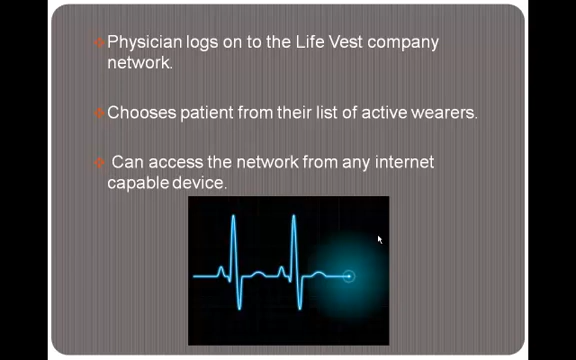 Physician logs on to the Life Vest company
network.
Chooses patient from their list of active wearers.
Can access the network from any internet
capable device.